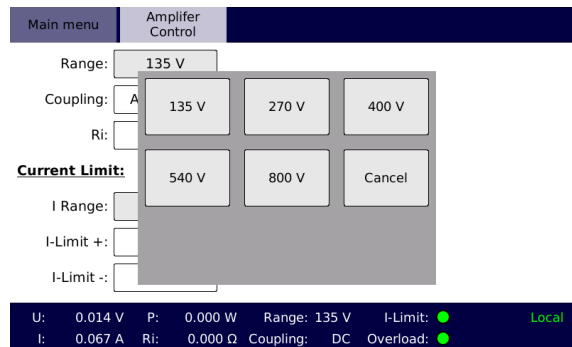 Main menu
Amplifer
Control
Range: 135 V
Coupling: A
Ri:
Current Limit:
I Range:
I-Limit +:
I-Limit -:
135 V 270 V 400 V
540 V 800 V Cancel
U: 0.014 V P: 0.000 W Range: 135 V I-Limit: Local
I: 0.067 A Ri: 0.000 Ω Coupling: DC Overload: